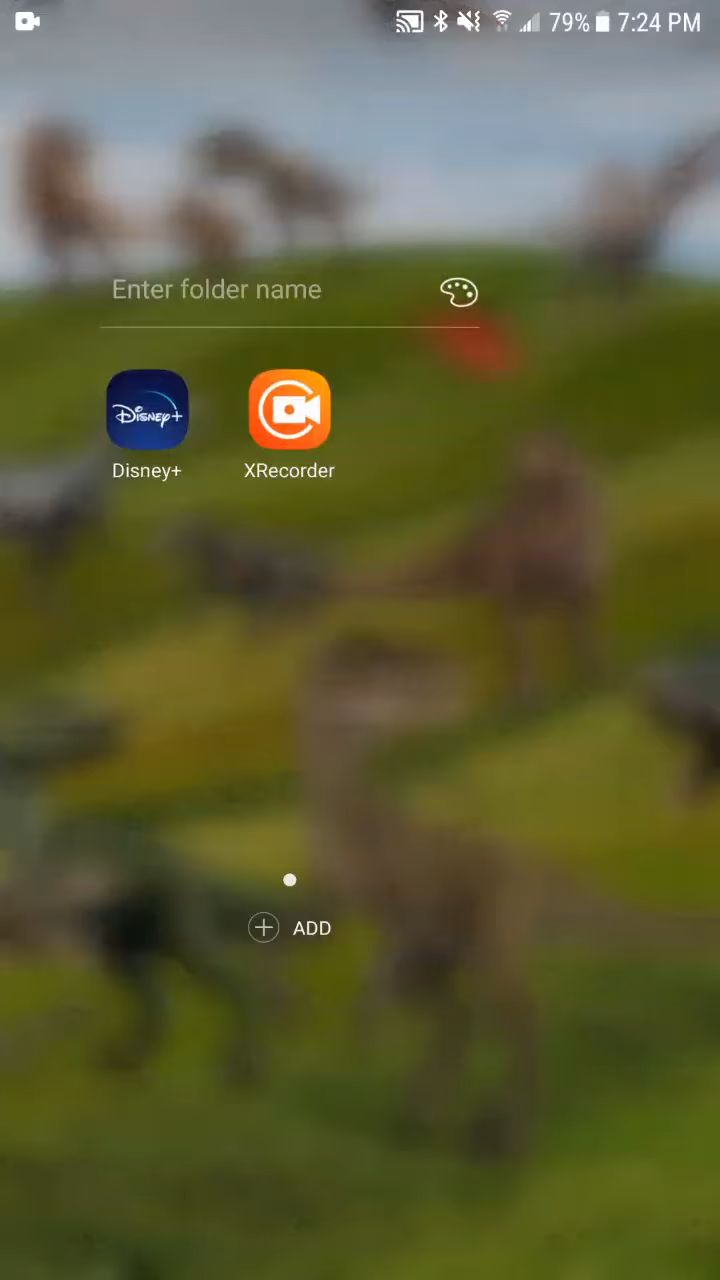 79% 7:24 PM
Enter folder name
Disney+
Disney+ XRecorder
ADD